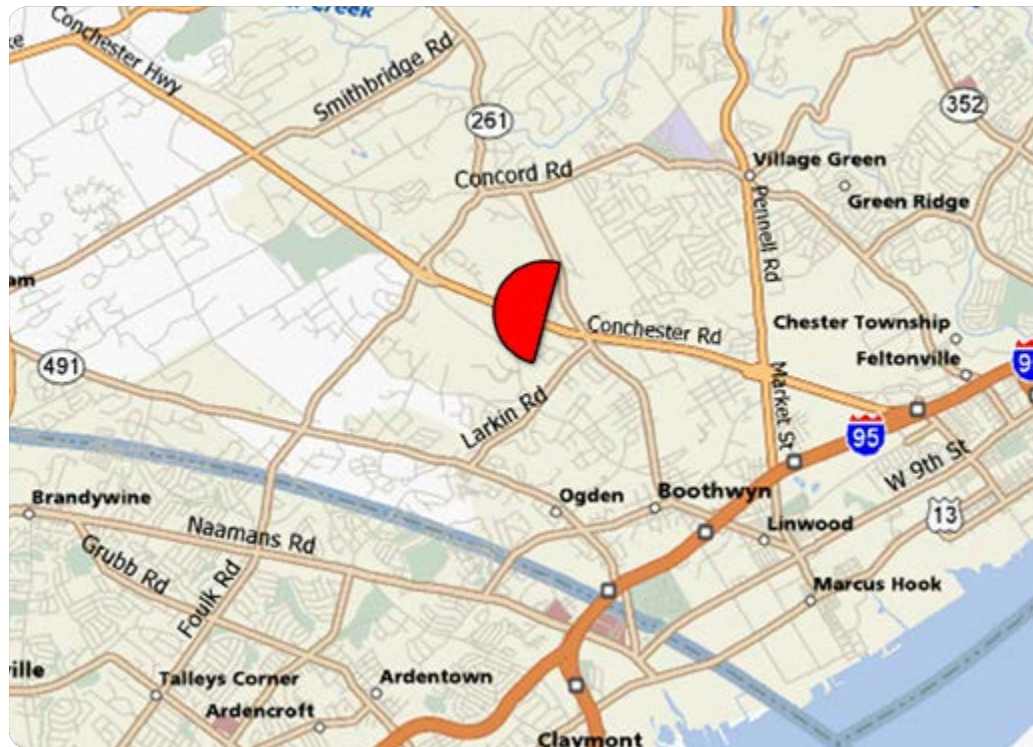 Creek
Conchester Hwy
Smithbridge Rd
261
352
Concord Rd
Village Green
Green Ridge
Pennell Rd
Conchester Rd
Chester Township
Feltonville
491
Larkin Rd
Market St
95
W 9th St
Brandywine
Ogden
Boothwyn
13
Naamans Rd
Linwood
Grubb Rd
Foulk Rd
Marcus Hook
Talleys Corner
Ardentown
Ardencroft
Claymont